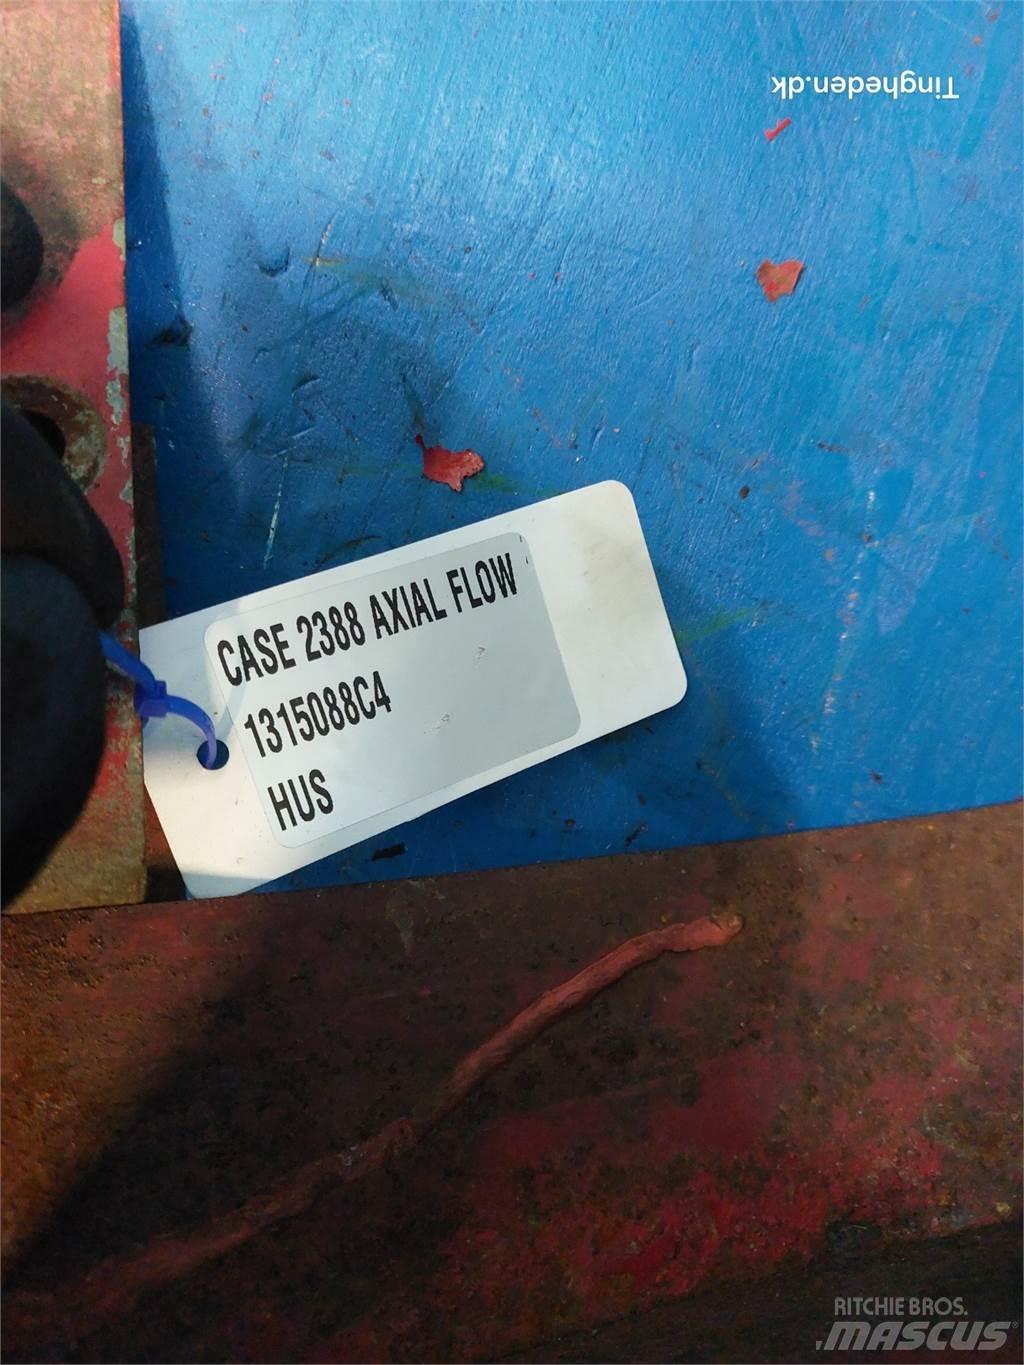 Tingheden.dk
CASE 2388 AXIAL FLOW
1315088C4
HUS
RITCHIE BROS.
MASCUS